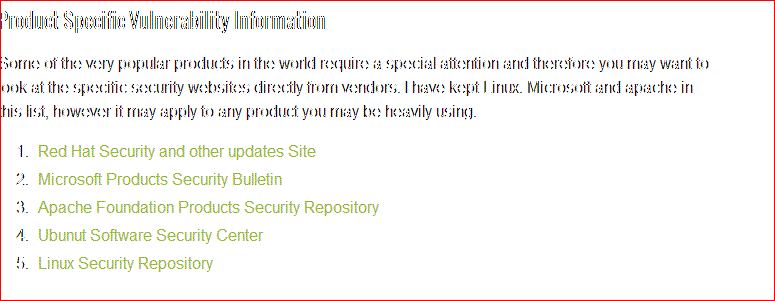 Product Specific Vulnerability Information
Some of the very popular products in the world require a special attention and therefore you may want to
look at the specific security websites directly from vendors. I have kept Linux. Microsoft and apache in
this list, however it may apply to any product you may be heavily using.
1. Red Hat Security and other updates Site
2. Microsoft Products Security Bulletin
3. Apache Foundation Products Security Repository
4. Ubunut Software Security Center
5. Linux Security Repository